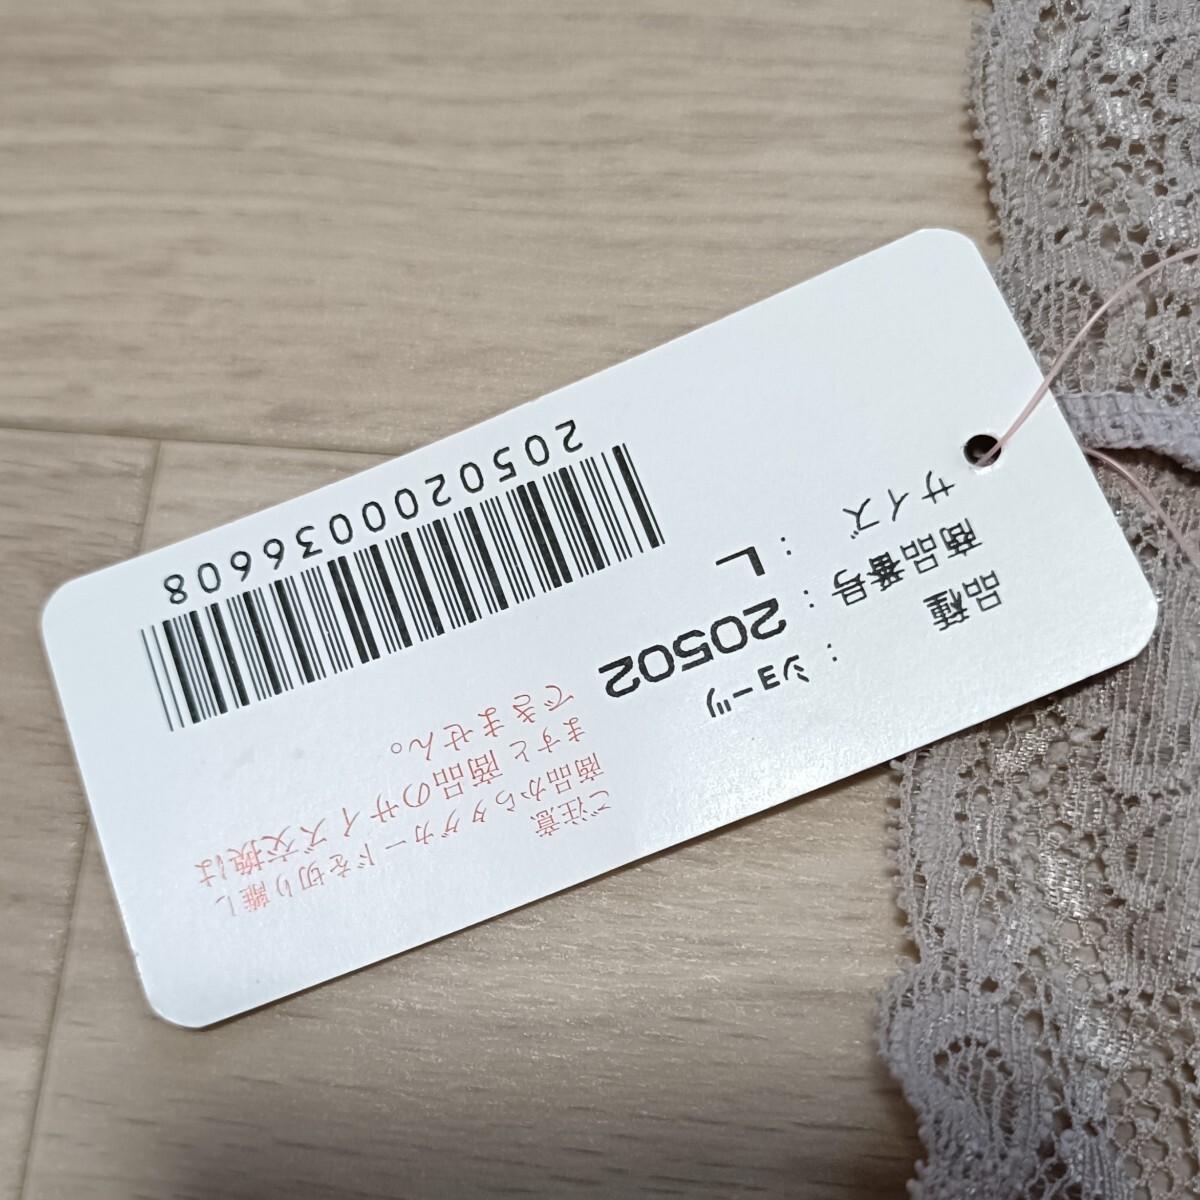 品種 : ショーツ
商品番号 : 20502
サイズ : L
ご注意
商品からタグカードを切り離し
ますと商品のサイズ交換は
できません。
2050200036608